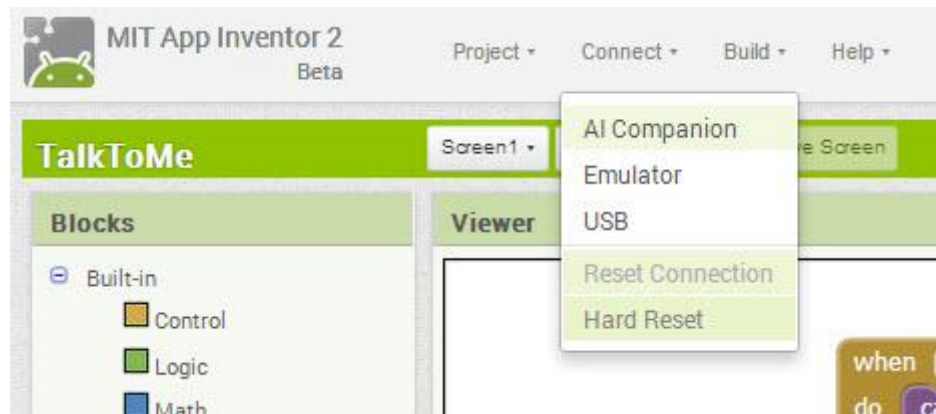 MIT App Inventor 2
Beta
Project Connect Build Help
TalkToMe
Screen1
Screen
AI Companion
Emulator
USB
Reset Connection
Hard Reset
Blocks
Viewer
Built-in
Control
Logic
Math
when
do